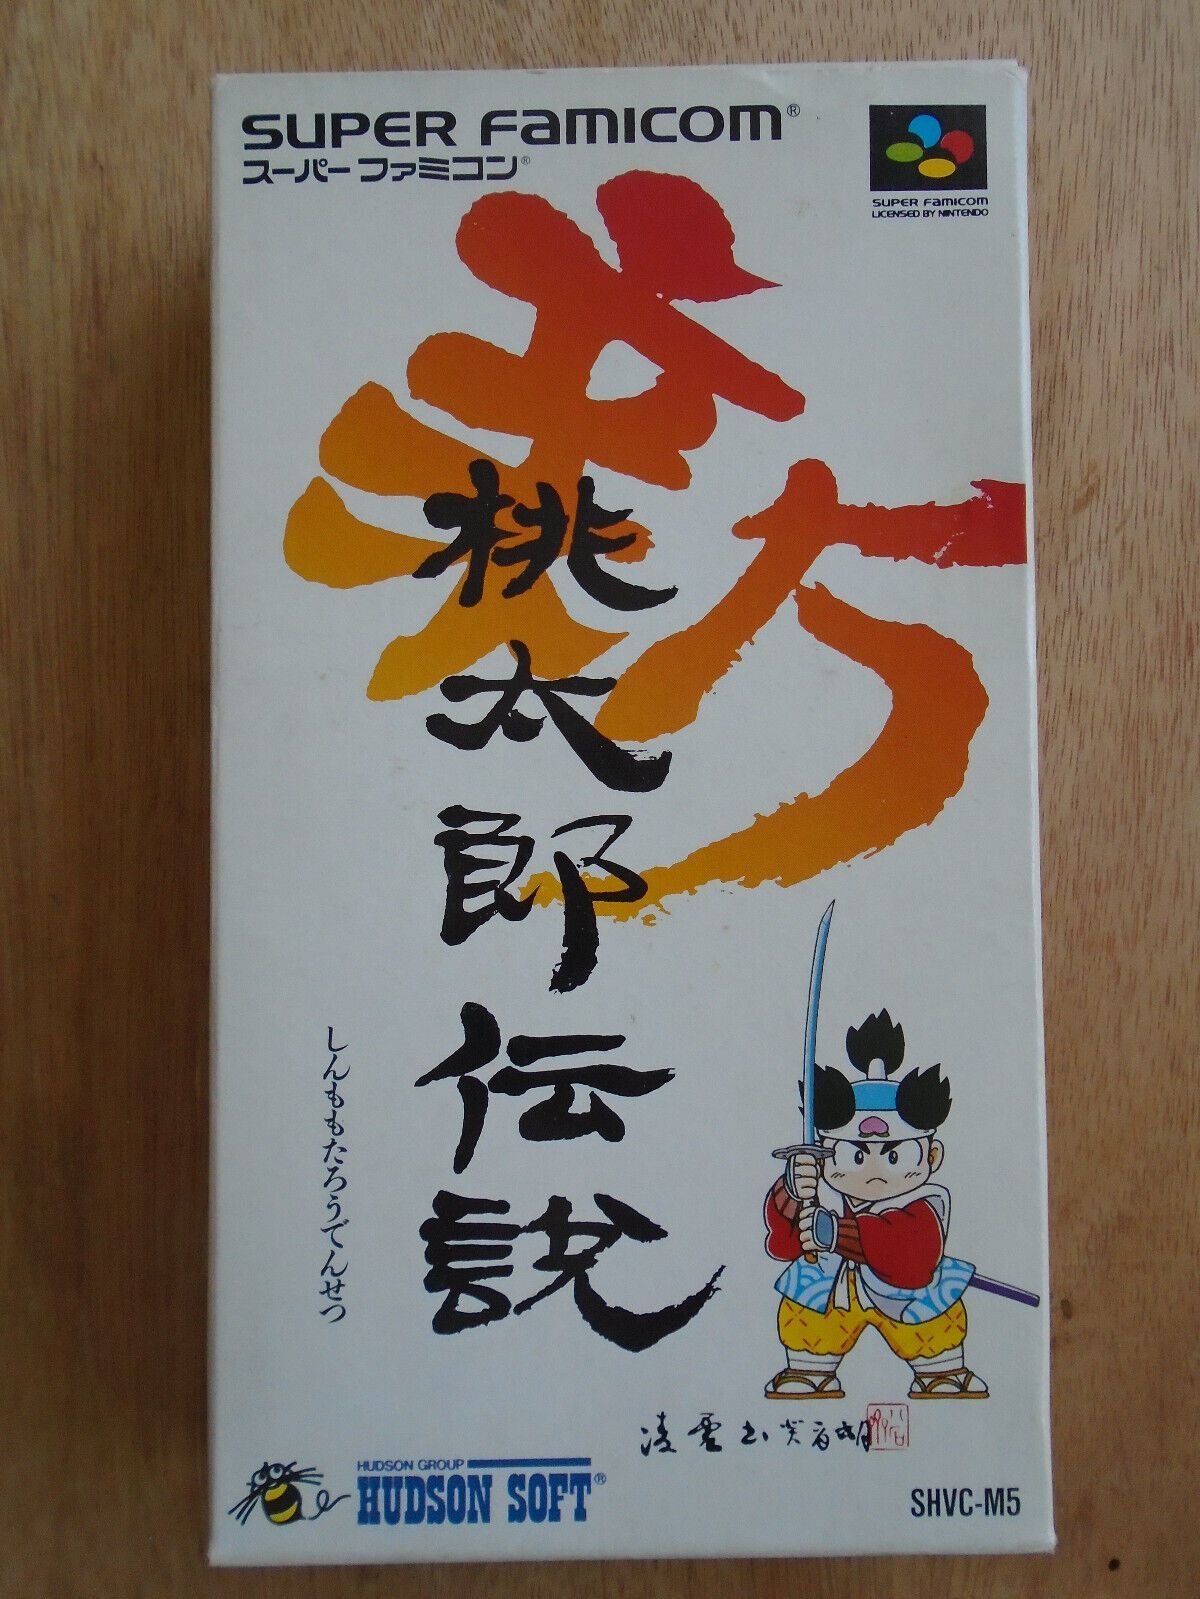 SUPER FAMICOM®
スーパーファミコン®
SUPER FAMICOM
LICENSED BY NINTENDO
新
桃太郎伝説
しんももたろうでんせつ
HUDSON GROUP
HUDSON SOFT®
SHVC-M5